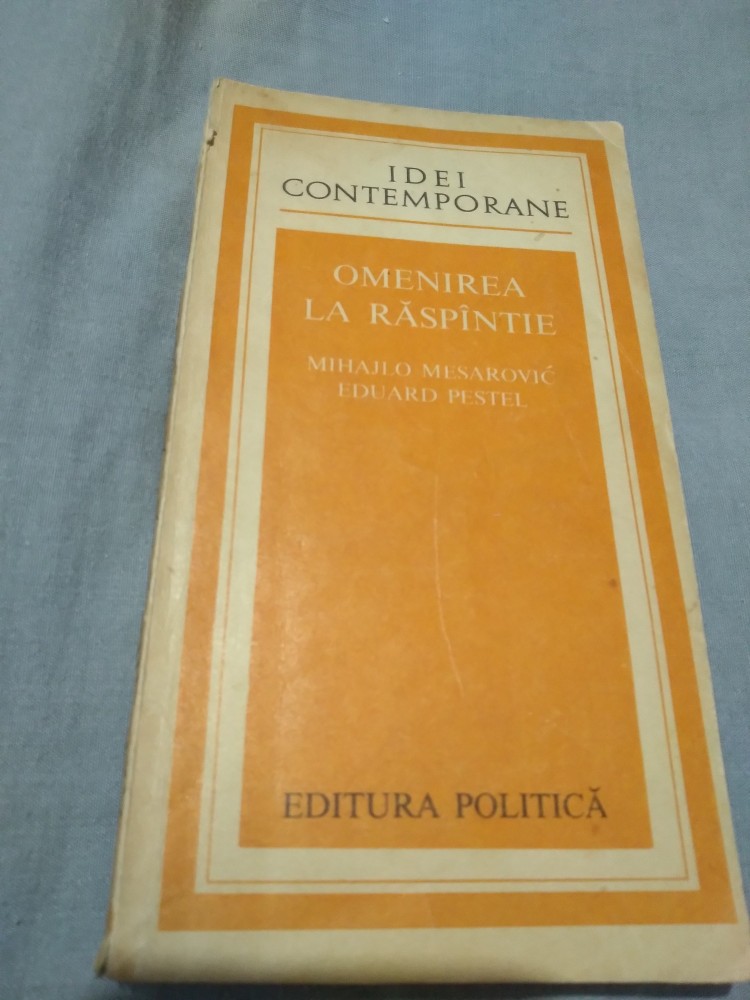 IDEI
CONTEMPORANE
OMENIREA
LA RĂSPÎNTIE
MIHAJLO MESAROVIĆ
EDUARD PESTEL
EDITURA POLITICĂ